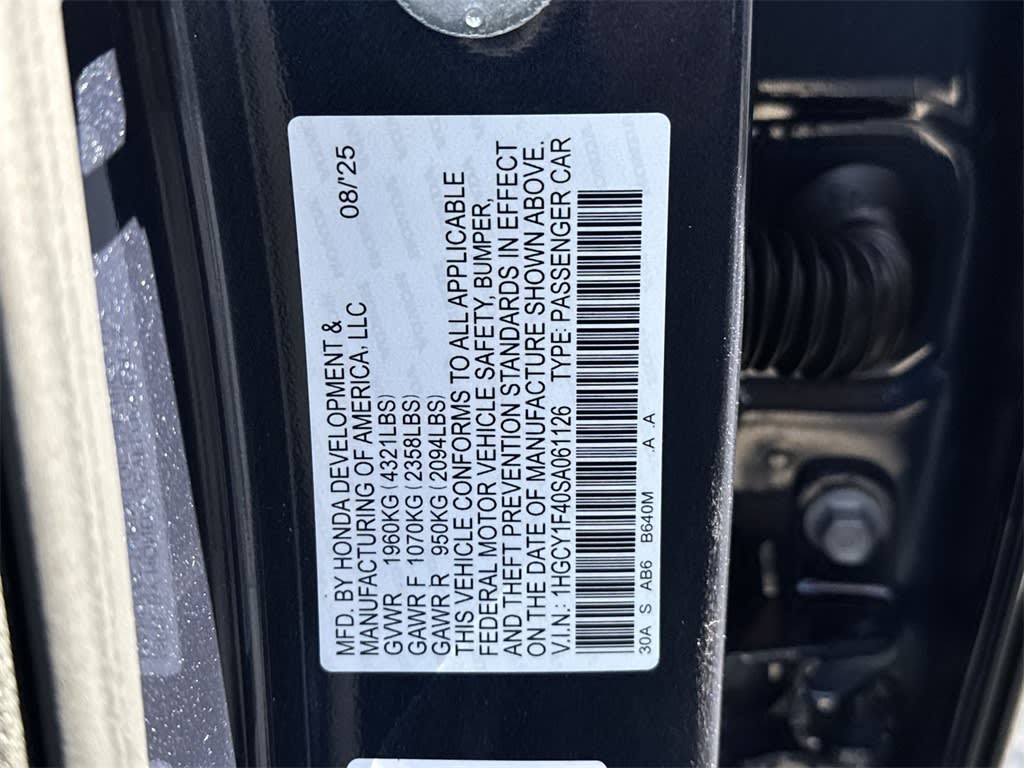 MFD. BY HONDA DEVELOPMENT & 08/'25
MANUFACTURING OF AMERICA, LLC
GVWR 1960KG (4321LBS)
GAWR F 1070KG (2358LBS)
GAWR R 950KG (2094LBS)
THIS VEHICLE CONFORMS TO ALL APPLICABLE
FEDERAL MOTOR VEHICLE SAFETY, BUMPER,
AND THEFT PREVENTION STANDARDS IN EFFECT
ON THE DATE OF MANUFACTURE SHOWN ABOVE.
V.I.N.: 1HGCY1F40SA061126 TYPE: PASSENGER CAR
30A S AB6 B640M .A .A